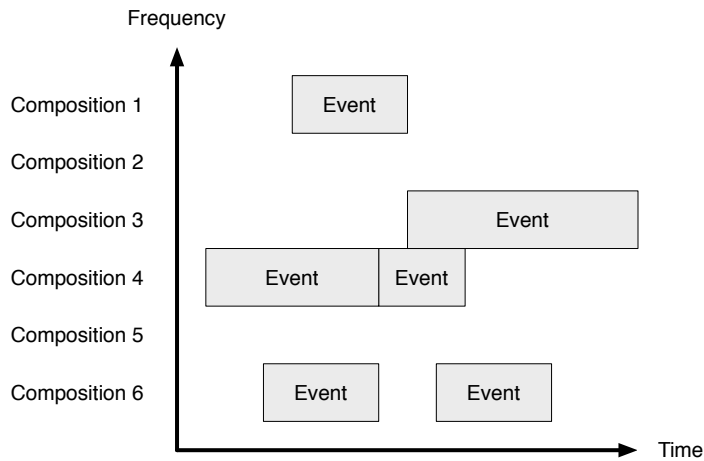 Frequency
Composition 1
Event
Composition 2
Composition 3
Event
Composition 4
Event
Event
Composition 5
Composition 6
Event
Event
Time